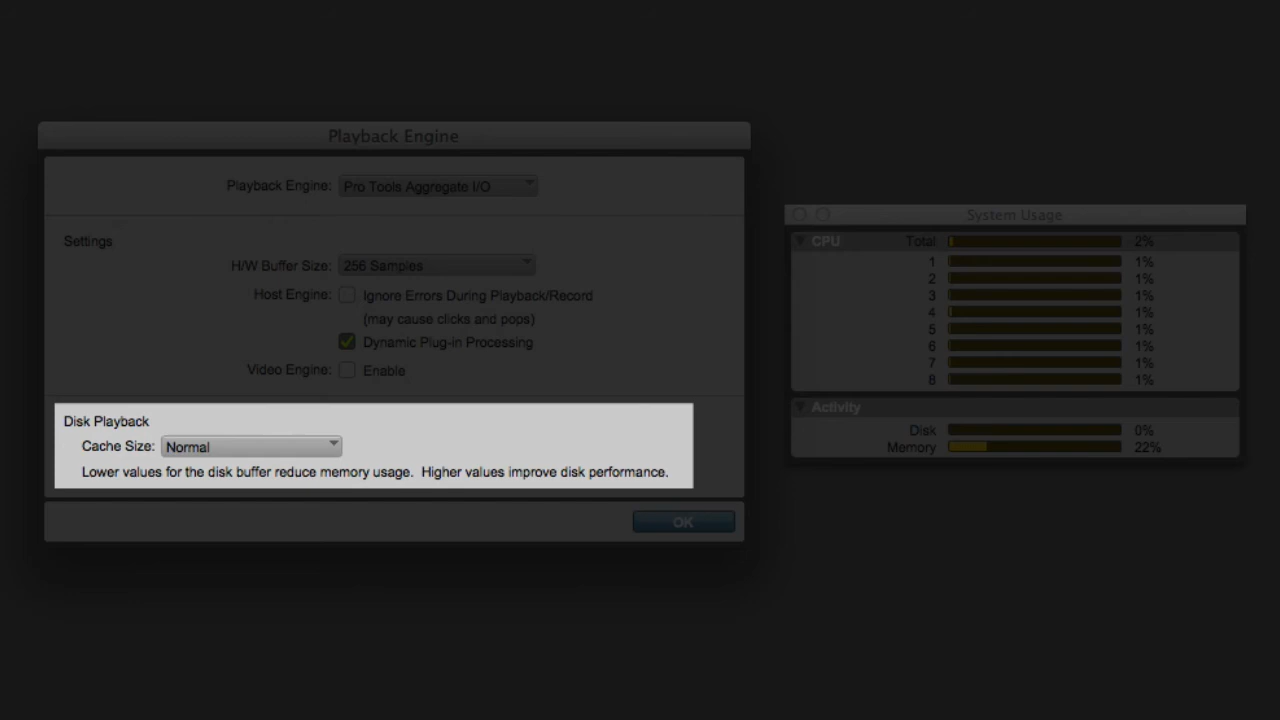 Playback Engine
Playback Engine: Pro Tools Aggregate I/O
Settings
H/W Buffer Size: 256 Samples
Host Engine: Ignore Errors During Playback/Record
(may cause clicks and pops)
Dynamic Plug-in Processing
Video Engine: Enable
Disk Playback
Cache Size: Normal
Lower values for the disk buffer reduce memory usage. Higher values improve disk performance.
OK
System Usage
CPU Total 2%
1 1%
2 1%
3 1%
4 1%
5 1%
6 1%
7 1%
8 1%
Activity
Disk 0%
Memory 22%